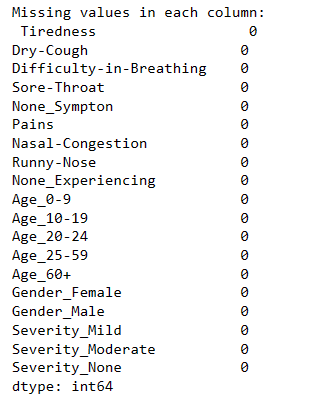 Missing values in each column:
 Tiredness                  0
Dry-Cough                  0
Difficulty-in-Breathing    0
Sore-Throat                0
None_Sympton               0
Pains                      0
Nasal-Congestion           0
Runny-Nose                 0
None_Experiencing          0
Age_0-9                    0
Age_10-19                  0
Age_20-24                  0
Age_25-59                  0
Age_60+                    0
Gender_Female              0
Gender_Male                0
Severity_Mild              0
Severity_Moderate          0
Severity_None              0
dtype: int64